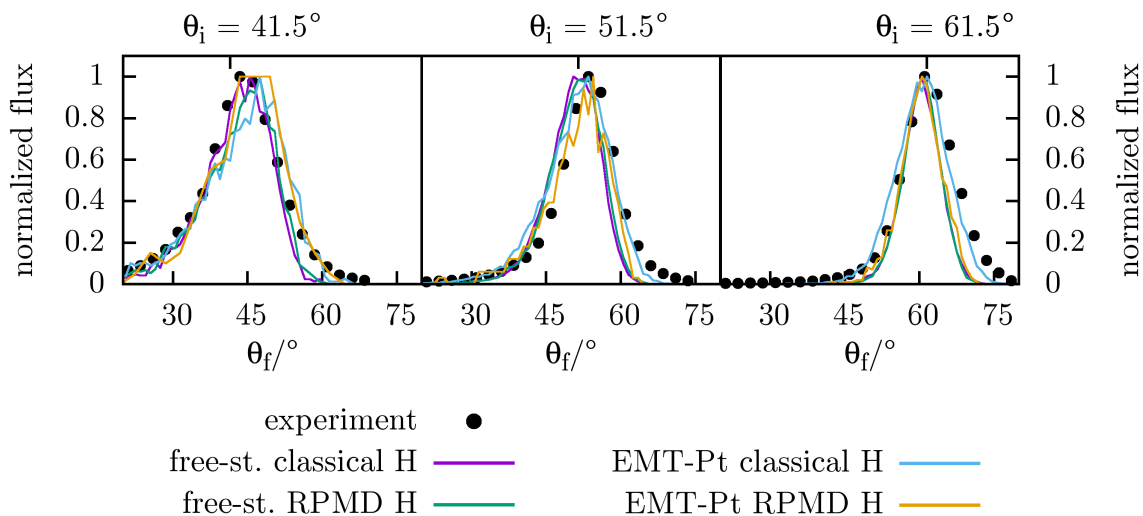 θi = 41.5° θi = 51.5° θi = 61.5°
normalized flux
1 1
0.8 0.8
0.6 0.6
0.4 0.4
0.2 0.2
0 0
normalized flux
30 45 60 75 45 60 75 30 45 60 75
θf/° θf/° θf/°
experiment
free-st. classical H EMT-Pt classical H
free-st. RPMD H EMT-Pt RPMD H